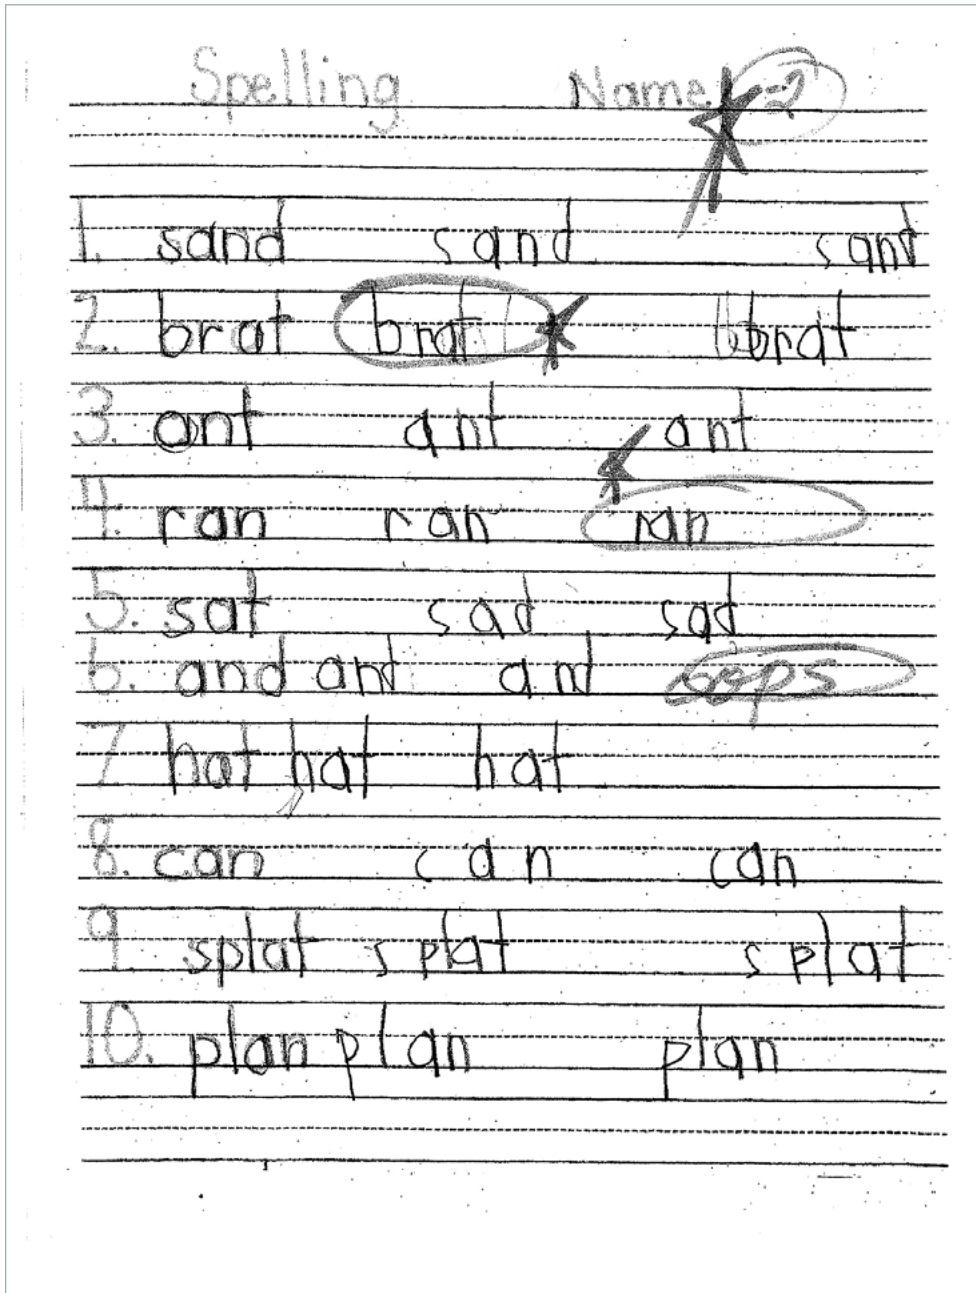 Spelling Name -2
1. sand sand sand
2. brat brat brat
3. ant ant ant
4. ran ran ran
5. sat sad sad
6. and and and oops
7. hat hat hat
8. can can can
9. splat splat splat
10. plan plan plan